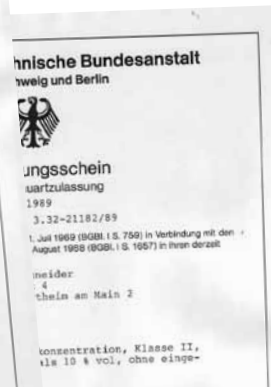 hnische Bundesanstalt
hweig und Berlin
ungsschein
uartzulassung
1989
3.32-21182/89
1. Juli 1969 (BGBl. I S. 759) in Verbindung mit den
August 1988 (BGBl. I S. 1657) in ihren derzeit
neider
: 4
theim am Main 2
konzentration, Klasse II,
als 10 % vol, ohne einge-